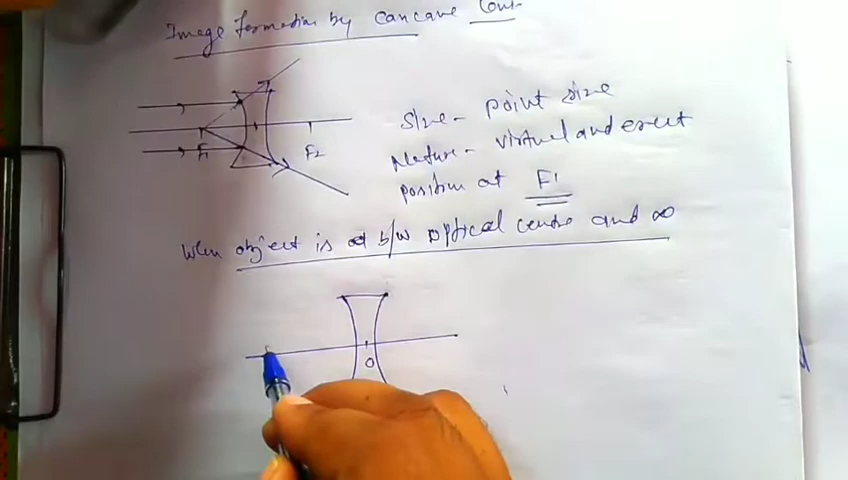 Image formation by Concave Lens
Size - point size
F1 F2
Nature - virtual and erect
position at F1
When object is at b/w optical centre and ∞
O